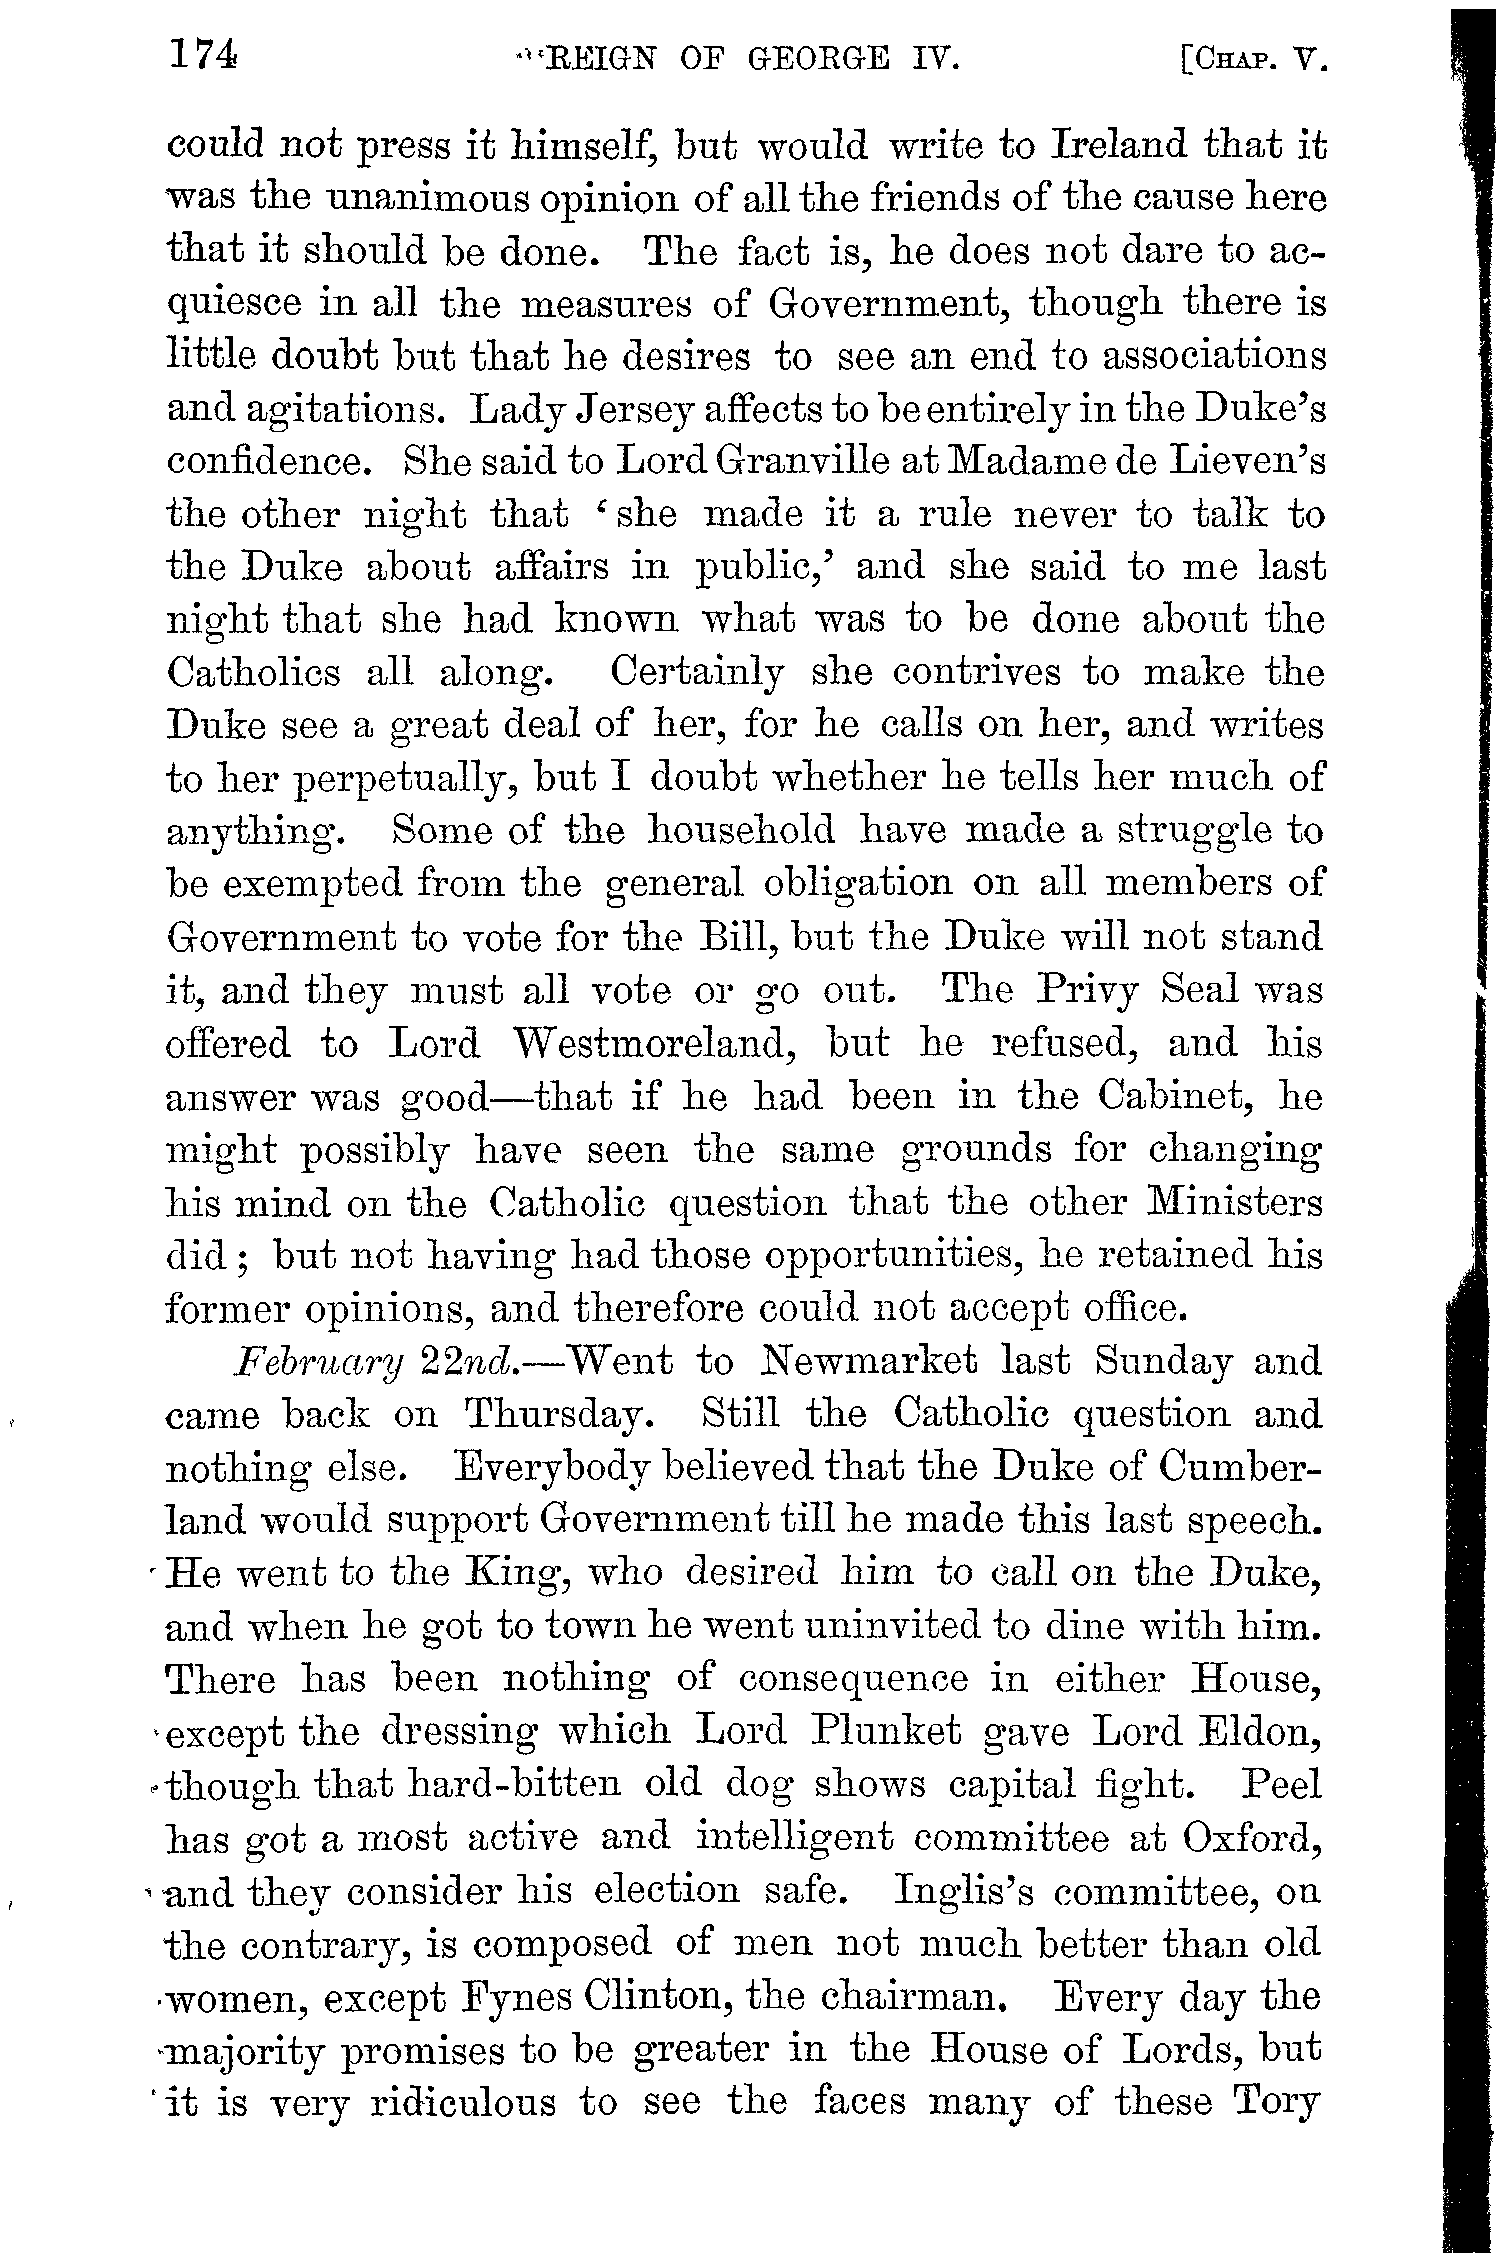 174 REIGN OF GEORGE IV. [CHAP. V.
could not press it himself, but would write to Ireland that it
was the unanimous opinion of all the friends of the cause here
that it should be done. The fact is, he does not dare to ac-
quiesce in all the measures of Government, though there is
little doubt but that he desires to see an end to associations
and agitations. Lady Jersey affects to be entirely in the Duke's
confidence. She said to Lord Granville at Madame de Lieven's
the other night that ‘she made it a rule never to talk to
the Duke about affairs in public,’ and she said to me last
night that she had known what was to be done about the
Catholics all along. Certainly she contrives to make the
Duke see a great deal of her, for he calls on her, and writes
to her perpetually, but I doubt whether he tells her much of
anything. Some of the household have made a struggle to
be exempted from the general obligation on all members of
Government to vote for the Bill, but the Duke will not stand
it, and they must all vote or go out. The Privy Seal was
offered to Lord Westmoreland, but he refused, and his
answer was good—that if he had been in the Cabinet, he
might possibly have seen the same grounds for changing
his mind on the Catholic question that the other Ministers
did; but not having had those opportunities, he retained his
former opinions, and therefore could not accept office.
February 22nd.—Went to Newmarket last Sunday and
came back on Thursday. Still the Catholic question and
nothing else. Everybody believed that the Duke of Cumber-
land would support Government till he made this last speech.
He went to the King, who desired him to call on the Duke,
and when he got to town he went uninvited to dine with him.
There has been nothing of consequence in either House,
except the dressing which Lord Plunket gave Lord Eldon,
though that hard-bitten old dog shows capital fight. Peel
has got a most active and intelligent committee at Oxford,
and they consider his election safe. Inglis's committee, on
the contrary, is composed of men not much better than old
women, except Fynes Clinton, the chairman. Every day the
majority promises to be greater in the House of Lords, but
it is very ridiculous to see the faces many of these Tory